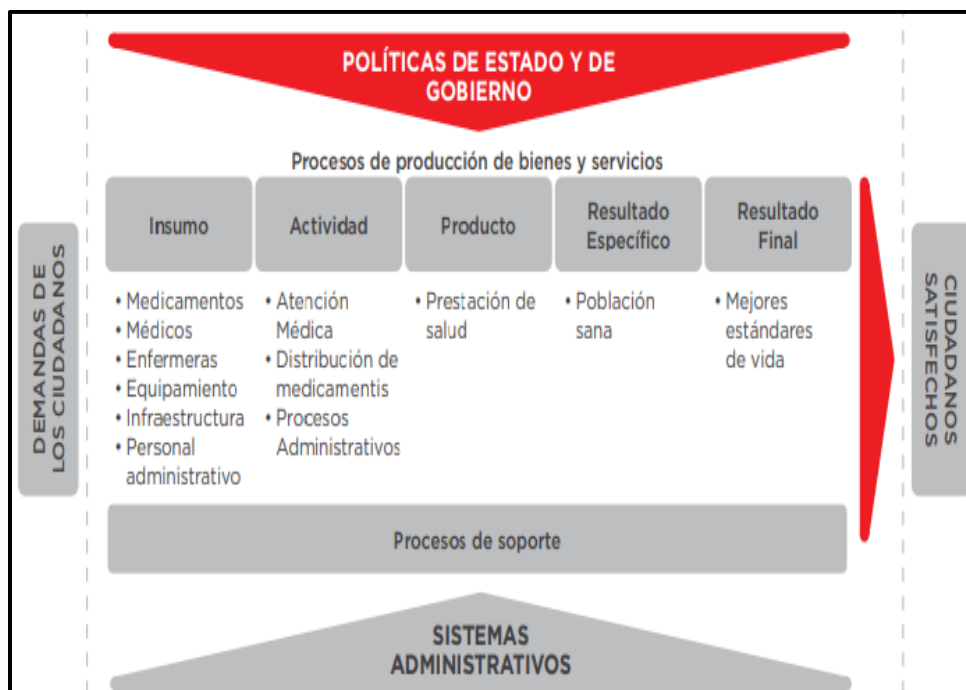 POLÍTICAS DE ESTADO Y DE
GOBIERNO
Procesos de producción de bienes y servicios
DEMANDAS DE
LOS CIUDADANOS
Insumo
• Medicamentos
• Médicos
• Enfermeras
• Equipamiento
• Infraestructura
• Personal
administrativo
Actividad
• Atención
Médica
• Distribución de
medicamentis
• Procesos
Administrativos
Producto
• Prestación de
salud
Resultado
Específico
• Población
sana
Resultado
Final
• Mejores
estándares
de vida
CIUDADANOS
SATISFECHOS
Procesos de soporte
SISTEMAS
ADMINISTRATIVOS